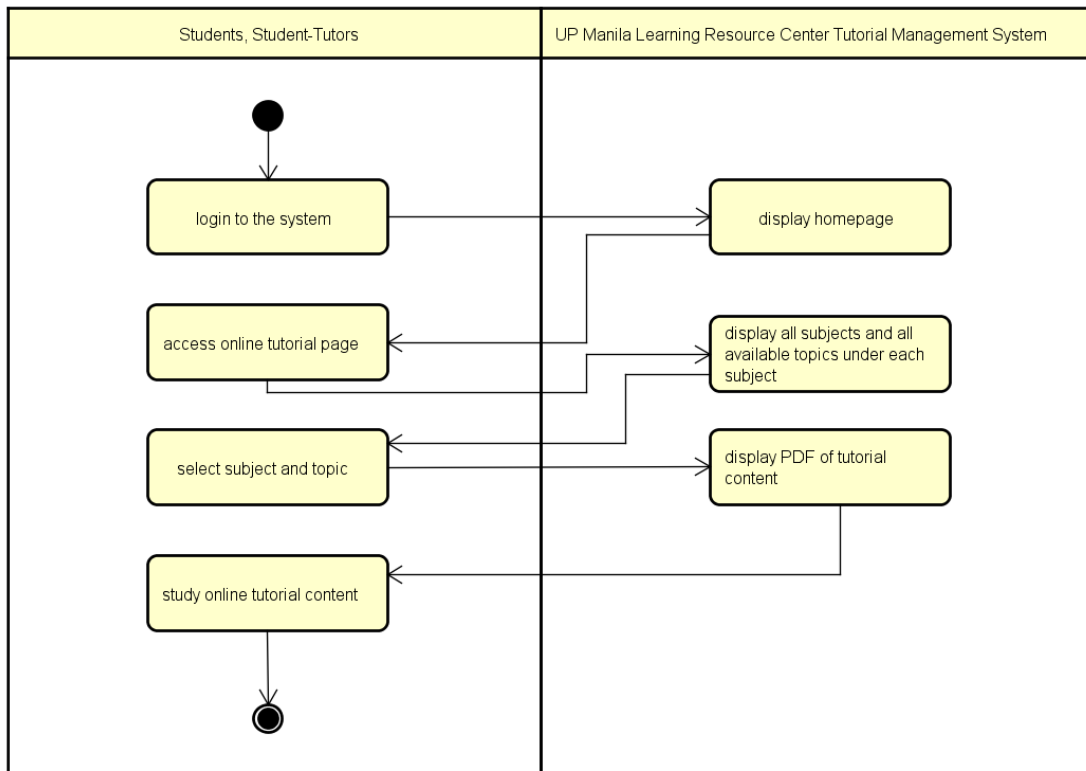 Students, Student-Tutors
UP Manila Learning Resource Center Tutorial Management System
login to the system
display homepage
access online tutorial page
display all subjects and all
available topics under each
subject
select subject and topic
display PDF of tutorial
content
study online tutorial content